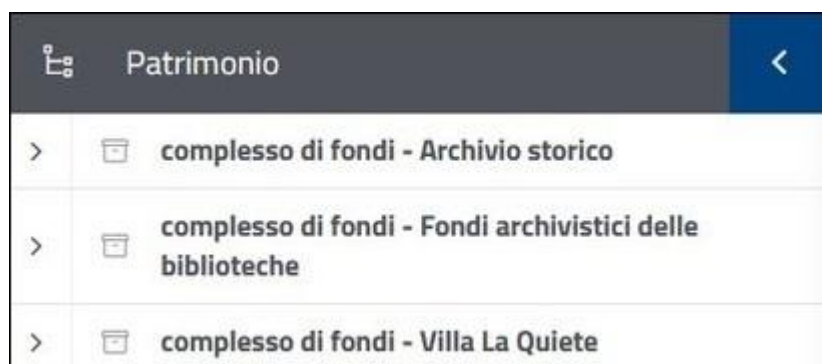 Patrimonio
complesso di fondi - Archivio storico
complesso di fondi - Fondi archivistici delle
biblioteche
complesso di fondi - Villa La Quiete